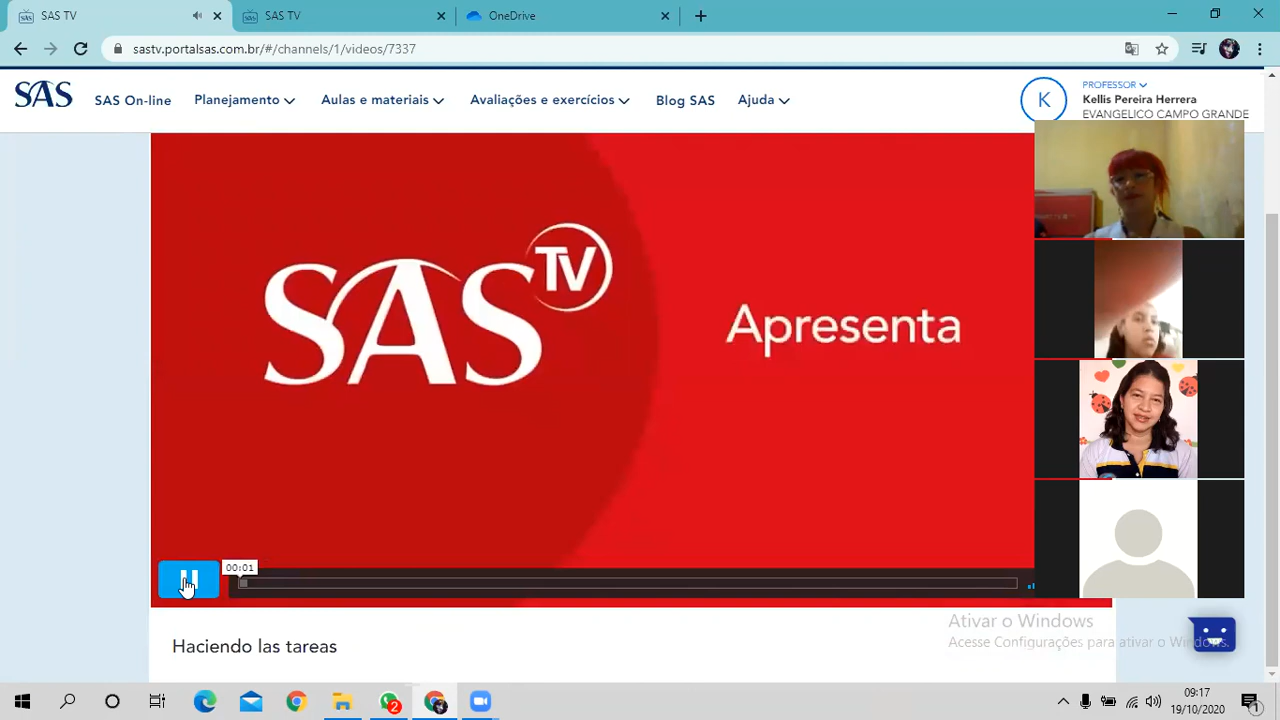 SAS TV
SAS TV
OneDrive
sastv.portalsas.com.br/#/channels/1/videos/7337
SAS
SAS On-line
Planejamento
Aulas e materiais
Avaliações e exercícios
Blog SAS
Ajuda
K
PROFESSOR
Kellis Pereira Herrera
EVANGELICO CAMPO GRANDE
SAS TV
Apresenta
00:01
Haciendo las tareas
Ativar o Windows
Acesse Configurações para ativar o Windows.
2
09:17
19/10/2020
1